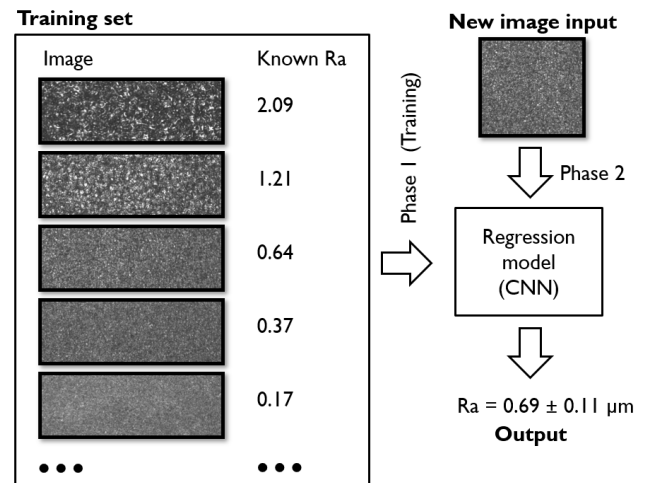 Training set
Image Known Ra
2.09
1.21
0.64
0.37
0.17
Phase 1 (Training)
New image input
Phase 2
Regression
model
(CNN)
Ra = 0.69 ± 0.11 μm
Output